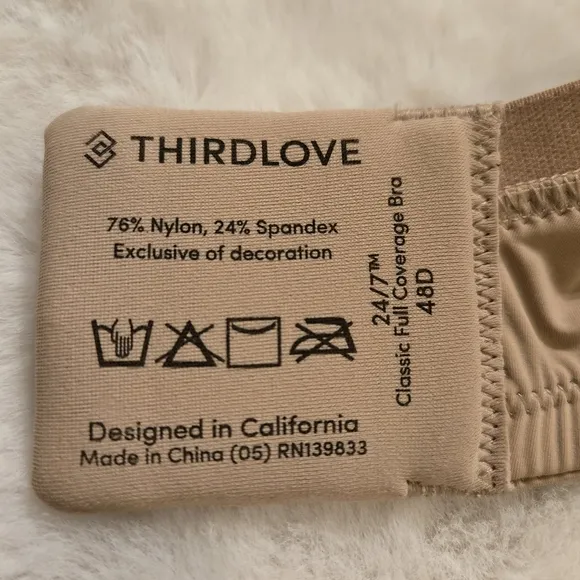 THIRDLOVE
76% Nylon, 24% Spandex
Exclusive of decoration
Designed in California
Made in China (05) RN139833
24/7™
Classic Full Coverage Bra
48D